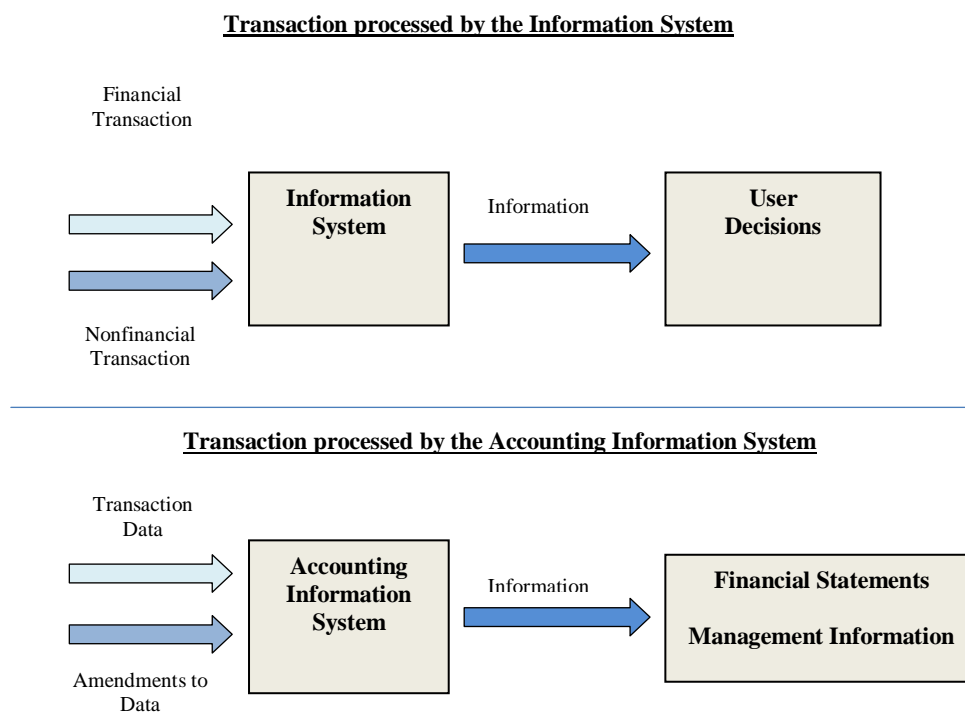 Transaction processed by the Information System
Financial
Transaction
Information
System
Information
User
Decisions
Nonfinancial
Transaction
Transaction processed by the Accounting Information System
Transaction
Data
Accounting
Information
System
Information
Financial Statements
Management Information
Amendments to
Data